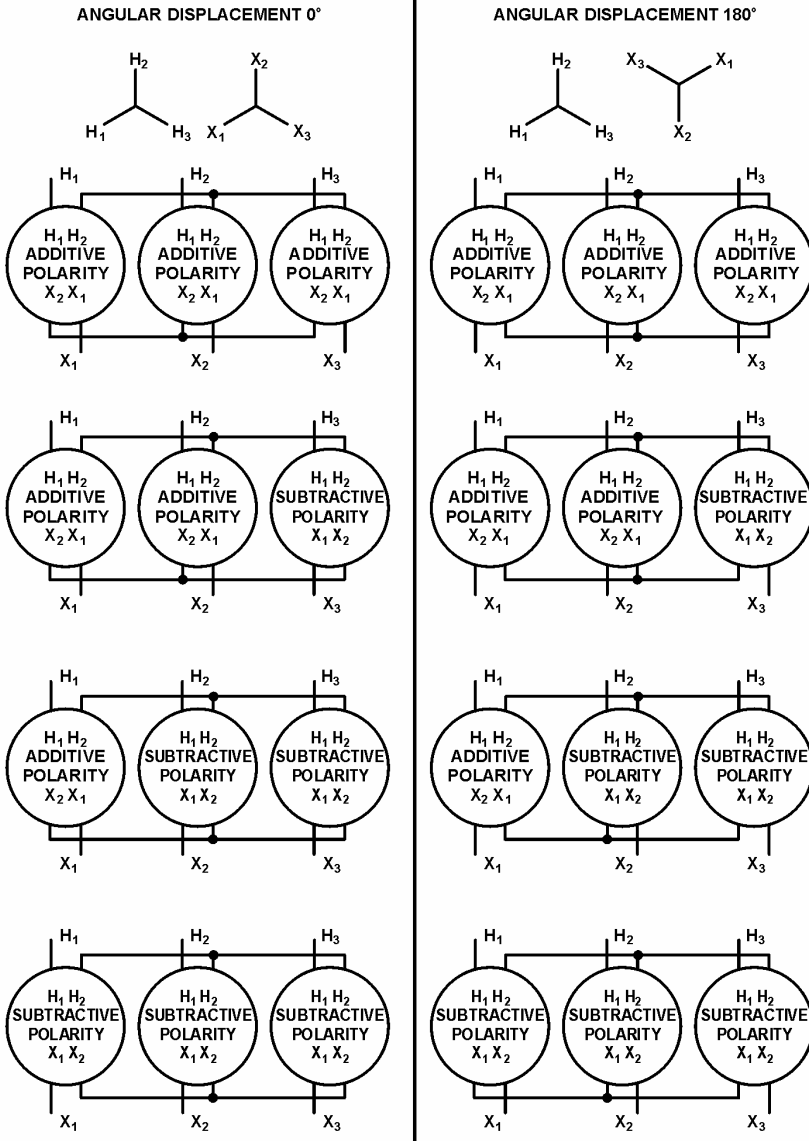 ANGULAR DISPLACEMENT 0°
H₂ X₂
H₁ H₃ X₁ X₃
H₁ H₂ H₃
H₁ H₂ H₁ H₂ H₁ H₂
ADDITIVE ADDITIVE ADDITIVE
POLARITY POLARITY POLARITY
X₂ X₁ X₂ X₁ X₂ X₁
X₁ X₂ X₃
H₁ H₂ H₃
H₁ H₂ H₁ H₂ H₁ H₂
ADDITIVE ADDITIVE SUBTRACTIVE
POLARITY POLARITY POLARITY
X₂ X₁ X₂ X₁ X₁ X₂
X₁ X₂ X₃
H₁ H₂ H₃
H₁ H₂ H₁ H₂ H₁ H₂
ADDITIVE SUBTRACTIVE SUBTRACTIVE
POLARITY POLARITY POLARITY
X₂ X₁ X₁ X₂ X₁ X₂
X₁ X₂ X₃
H₁ H₂ H₃
H₁ H₂ H₁ H₂ H₁ H₂
SUBTRACTIVE SUBTRACTIVE SUBTRACTIVE
POLARITY POLARITY POLARITY
X₁ X₂ X₁ X₂ X₁ X₂
X₁ X₂ X₃
ANGULAR DISPLACEMENT 180°
H₂ X₃ X₁
H₁ H₃ X₂
H₁ H₂ H₃
H₁ H₂ H₁ H₂ H₁ H₂
ADDITIVE ADDITIVE ADDITIVE
POLARITY POLARITY POLARITY
X₂ X₁ X₂ X₁ X₂ X₁
X₁ X₂ X₃
H₁ H₂ H₃
H₁ H₂ H₁ H₂ H₁ H₂
ADDITIVE ADDITIVE SUBTRACTIVE
POLARITY POLARITY POLARITY
X₂ X₁ X₂ X₁ X₁ X₂
X₁ X₂ X₃
H₁ H₂ H₃
H₁ H₂ H₁ H₂ H₁ H₂
ADDITIVE SUBTRACTIVE SUBTRACTIVE
POLARITY POLARITY POLARITY
X₂ X₁ X₁ X₂ X₁ X₂
X₁ X₂ X₃
H₁ H₂ H₃
H₁ H₂ H₁ H₂ H₁ H₂
SUBTRACTIVE SUBTRACTIVE SUBTRACTIVE
POLARITY POLARITY POLARITY
X₁ X₂ X₁ X₂ X₁ X₂
X₁ X₂ X₃